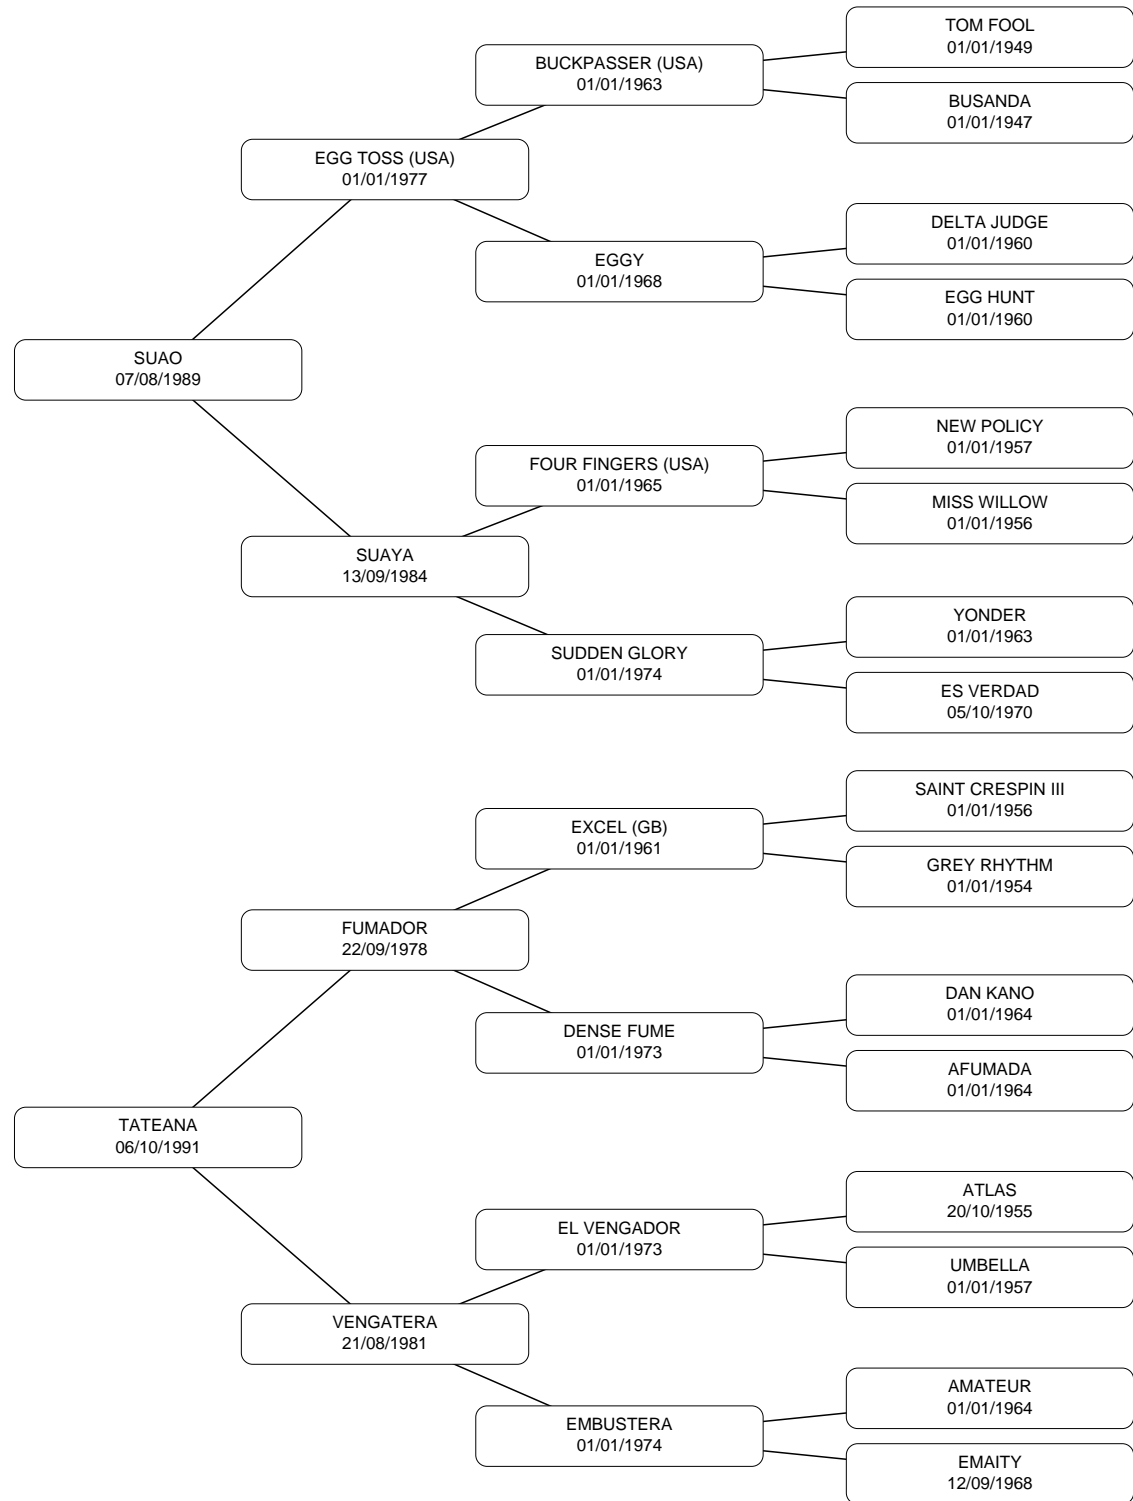 TOM FOOL
01/01/1949
BUCKPASSER (USA)
01/01/1963
BUSANDA
01/01/1947
EGG TOSS (USA)
01/01/1977
DELTA JUDGE
01/01/1960
EGGY
01/01/1968
EGG HUNT
01/01/1960
SUAO
07/08/1989
NEW POLICY
01/01/1957
FOUR FINGERS (USA)
01/01/1965
MISS WILLOW
01/01/1956
SUAYA
13/09/1984
YONDER
01/01/1963
SUDDEN GLORY
01/01/1974
ES VERDAD
05/10/1970
SAINT CRESPIN III
01/01/1956
EXCEL (GB)
01/01/1961
GREY RHYTHM
01/01/1954
FUMADOR
22/09/1978
DAN KANO
01/01/1964
DENSE FUME
01/01/1973
AFUMADA
01/01/1964
TATEANA
06/10/1991
ATLAS
20/10/1955
EL VENGADOR
01/01/1973
UMBELLA
01/01/1957
VENGATERA
21/08/1981
AMATEUR
01/01/1964
EMBUSTERA
01/01/1974
EMAITY
12/09/1968